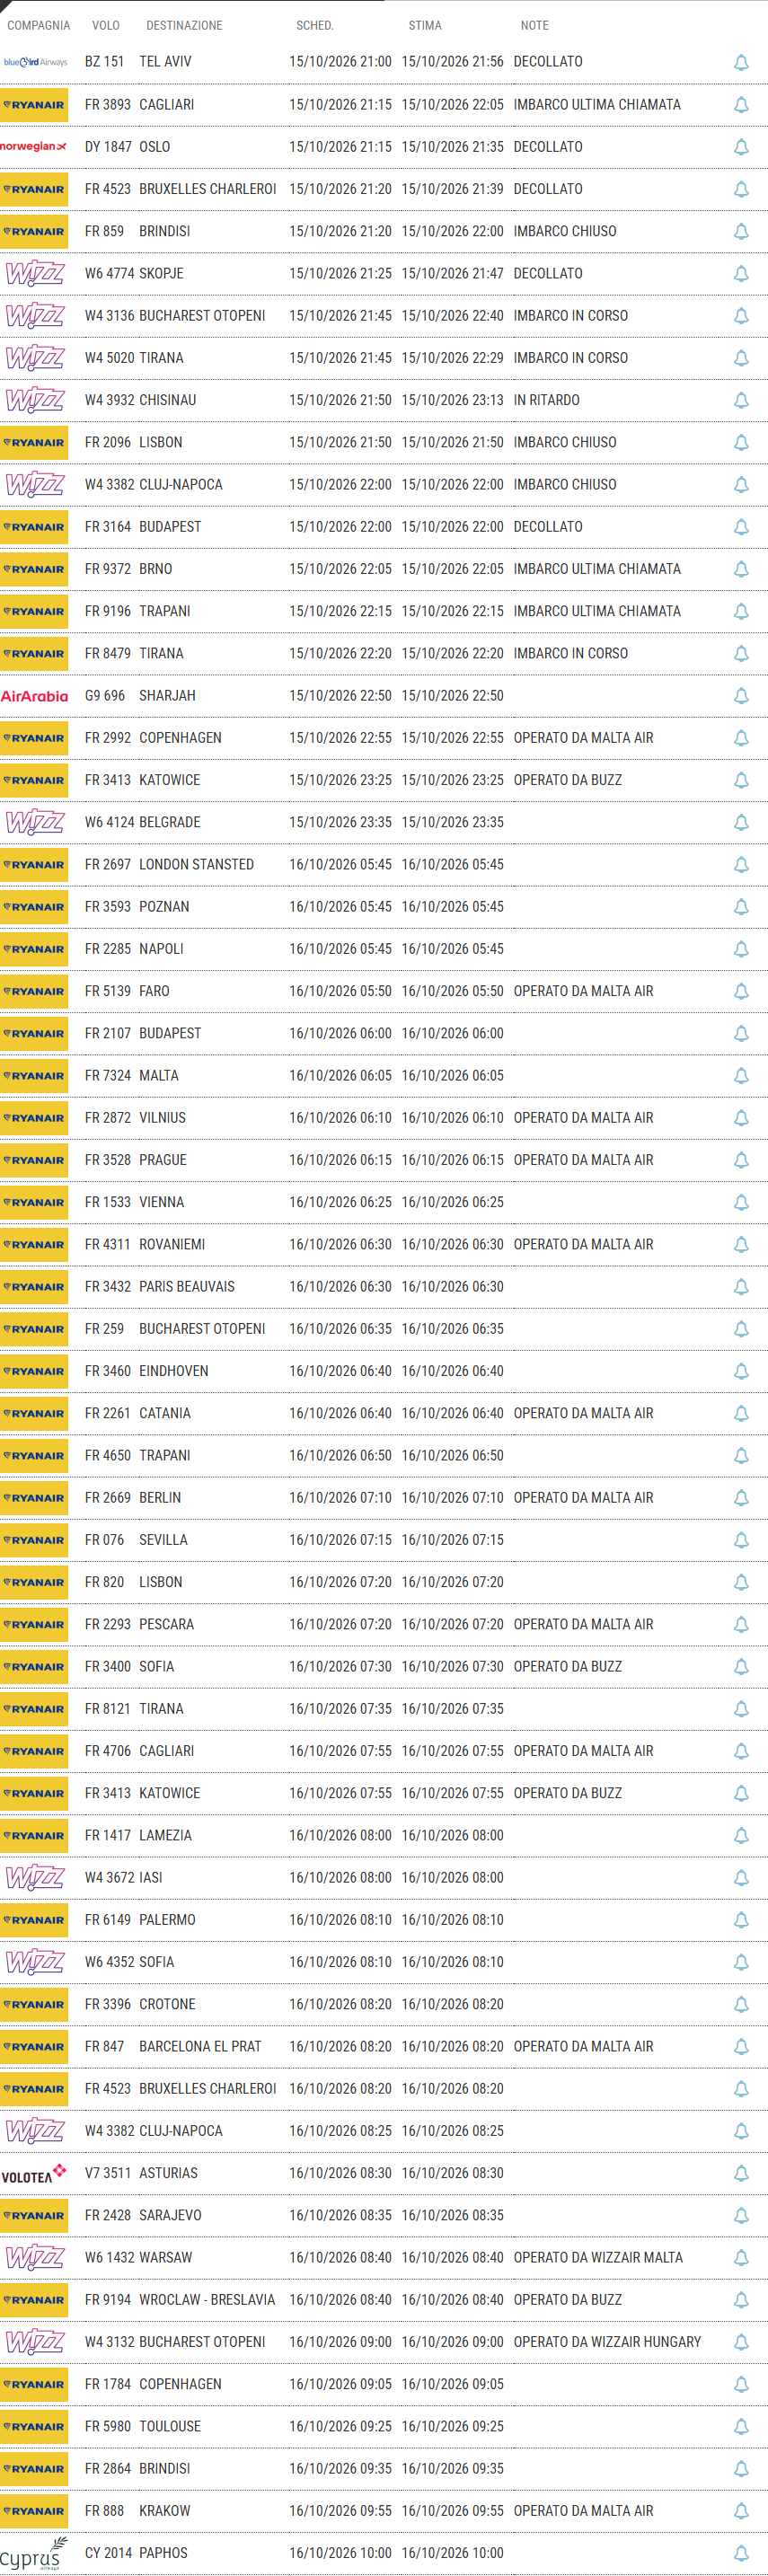 COMPAGNIA VOLO DESTINAZIONE SCHED. STIMA NOTE
blueBird Airways BZ 151 TEL AVIV 15/10/2026 21:00 15/10/2026 21:56 DECOLLATO
RYANAIR FR 3893 CAGLIARI 15/10/2026 21:15 15/10/2026 22:05 IMBARCO ULTIMA CHIAMATA
norwegian DY 1847 OSLO 15/10/2026 21:15 15/10/2026 21:35 DECOLLATO
RYANAIR FR 4523 BRUXELLES CHARLEROI 15/10/2026 21:20 15/10/2026 21:39 DECOLLATO
RYANAIR FR 859 BRINDISI 15/10/2026 21:20 15/10/2026 22:00 IMBARCO CHIUSO
WIZZ W6 4774 SKOPJE 15/10/2026 21:25 15/10/2026 21:47 DECOLLATO
WIZZ W4 3136 BUCHAREST OTOPENI 15/10/2026 21:45 15/10/2026 22:40 IMBARCO IN CORSO
WIZZ W4 5020 TIRANA 15/10/2026 21:45 15/10/2026 22:29 IMBARCO IN CORSO
WIZZ W4 3932 CHISINAU 15/10/2026 21:50 15/10/2026 23:13 IN RITARDO
RYANAIR FR 2096 LISBON 15/10/2026 21:50 15/10/2026 21:50 IMBARCO CHIUSO
WIZZ W4 3382 CLUJ-NAPOCA 15/10/2026 22:00 15/10/2026 22:00 IMBARCO CHIUSO
RYANAIR FR 3164 BUDAPEST 15/10/2026 22:00 15/10/2026 22:00 DECOLLATO
RYANAIR FR 9372 BRNO 15/10/2026 22:05 15/10/2026 22:05 IMBARCO ULTIMA CHIAMATA
RYANAIR FR 9196 TRAPANI 15/10/2026 22:15 15/10/2026 22:15 IMBARCO ULTIMA CHIAMATA
RYANAIR FR 8479 TIRANA 15/10/2026 22:20 15/10/2026 22:20 IMBARCO IN CORSO
AirArabia G9 696 SHARJAH 15/10/2026 22:50 15/10/2026 22:50
RYANAIR FR 2992 COPENHAGEN 15/10/2026 22:55 15/10/2026 22:55 OPERATO DA MALTA AIR
RYANAIR FR 3413 KATOWICE 15/10/2026 23:25 15/10/2026 23:25 OPERATO DA BUZZ
WIZZ W6 4124 BELGRADE 15/10/2026 23:35 15/10/2026 23:35
RYANAIR FR 2697 LONDON STANSTED 16/10/2026 05:45 16/10/2026 05:45
RYANAIR FR 3593 POZNAN 16/10/2026 05:45 16/10/2026 05:45
RYANAIR FR 2285 NAPOLI 16/10/2026 05:45 16/10/2026 05:45
RYANAIR FR 5139 FARO 16/10/2026 05:50 16/10/2026 05:50 OPERATO DA MALTA AIR
RYANAIR FR 2107 BUDAPEST 16/10/2026 06:00 16/10/2026 06:00
RYANAIR FR 7324 MALTA 16/10/2026 06:05 16/10/2026 06:05
RYANAIR FR 2872 VILNIUS 16/10/2026 06:10 16/10/2026 06:10 OPERATO DA MALTA AIR
RYANAIR FR 3528 PRAGUE 16/10/2026 06:15 16/10/2026 06:15 OPERATO DA MALTA AIR
RYANAIR FR 1533 VIENNA 16/10/2026 06:25 16/10/2026 06:25
RYANAIR FR 4311 ROVANIEMI 16/10/2026 06:30 16/10/2026 06:30 OPERATO DA MALTA AIR
RYANAIR FR 3432 PARIS BEAUVAIS 16/10/2026 06:30 16/10/2026 06:30
RYANAIR FR 259 BUCHAREST OTOPENI 16/10/2026 06:35 16/10/2026 06:35
RYANAIR FR 3460 EINDHOVEN 16/10/2026 06:40 16/10/2026 06:40
RYANAIR FR 2261 CATANIA 16/10/2026 06:40 16/10/2026 06:40 OPERATO DA MALTA AIR
RYANAIR FR 4650 TRAPANI 16/10/2026 06:50 16/10/2026 06:50
RYANAIR FR 2669 BERLIN 16/10/2026 07:10 16/10/2026 07:10 OPERATO DA MALTA AIR
RYANAIR FR 076 SEVILLA 16/10/2026 07:15 16/10/2026 07:15
RYANAIR FR 820 LISBON 16/10/2026 07:20 16/10/2026 07:20
RYANAIR FR 2293 PESCARA 16/10/2026 07:20 16/10/2026 07:20 OPERATO DA MALTA AIR
RYANAIR FR 3400 SOFIA 16/10/2026 07:30 16/10/2026 07:30 OPERATO DA BUZZ
RYANAIR FR 8121 TIRANA 16/10/2026 07:35 16/10/2026 07:35
RYANAIR FR 4706 CAGLIARI 16/10/2026 07:55 16/10/2026 07:55 OPERATO DA MALTA AIR
RYANAIR FR 3413 KATOWICE 16/10/2026 07:55 16/10/2026 07:55 OPERATO DA BUZZ
RYANAIR FR 1417 LAMEZIA 16/10/2026 08:00 16/10/2026 08:00
WIZZ W4 3672 IASI 16/10/2026 08:00 16/10/2026 08:00
RYANAIR FR 6149 PALERMO 16/10/2026 08:10 16/10/2026 08:10
WIZZ W6 4352 SOFIA 16/10/2026 08:10 16/10/2026 08:10
RYANAIR FR 3396 CROTONE 16/10/2026 08:20 16/10/2026 08:20
RYANAIR FR 847 BARCELONA EL PRAT 16/10/2026 08:20 16/10/2026 08:20 OPERATO DA MALTA AIR
RYANAIR FR 4523 BRUXELLES CHARLEROI 16/10/2026 08:20 16/10/2026 08:20
WIZZ W4 3382 CLUJ-NAPOCA 16/10/2026 08:25 16/10/2026 08:25
VOLOTEA V7 3511 ASTURIAS 16/10/2026 08:30 16/10/2026 08:30
RYANAIR FR 2428 SARAJEVO 16/10/2026 08:35 16/10/2026 08:35
WIZZ W6 1432 WARSAW 16/10/2026 08:40 16/10/2026 08:40 OPERATO DA WIZZAIR MALTA
RYANAIR FR 9194 WROCLAW - BRESLAVIA 16/10/2026 08:40 16/10/2026 08:40 OPERATO DA BUZZ
WIZZ W4 3132 BUCHAREST OTOPENI 16/10/2026 09:00 16/10/2026 09:00 OPERATO DA WIZZAIR HUNGARY
RYANAIR FR 1784 COPENHAGEN 16/10/2026 09:05 16/10/2026 09:05
RYANAIR FR 5980 TOULOUSE 16/10/2026 09:25 16/10/2026 09:25
RYANAIR FR 2864 BRINDISI 16/10/2026 09:35 16/10/2026 09:35
RYANAIR FR 888 KRAKOW 16/10/2026 09:55 16/10/2026 09:55 OPERATO DA MALTA AIR
cyprus airways CY 2014 PAPHOS 16/10/2026 10:00 16/10/2026 10:00